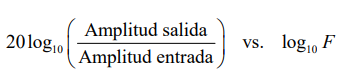 20log₁₀ ( Amplitud salida / Amplitud entrada ) vs. log₁₀ F